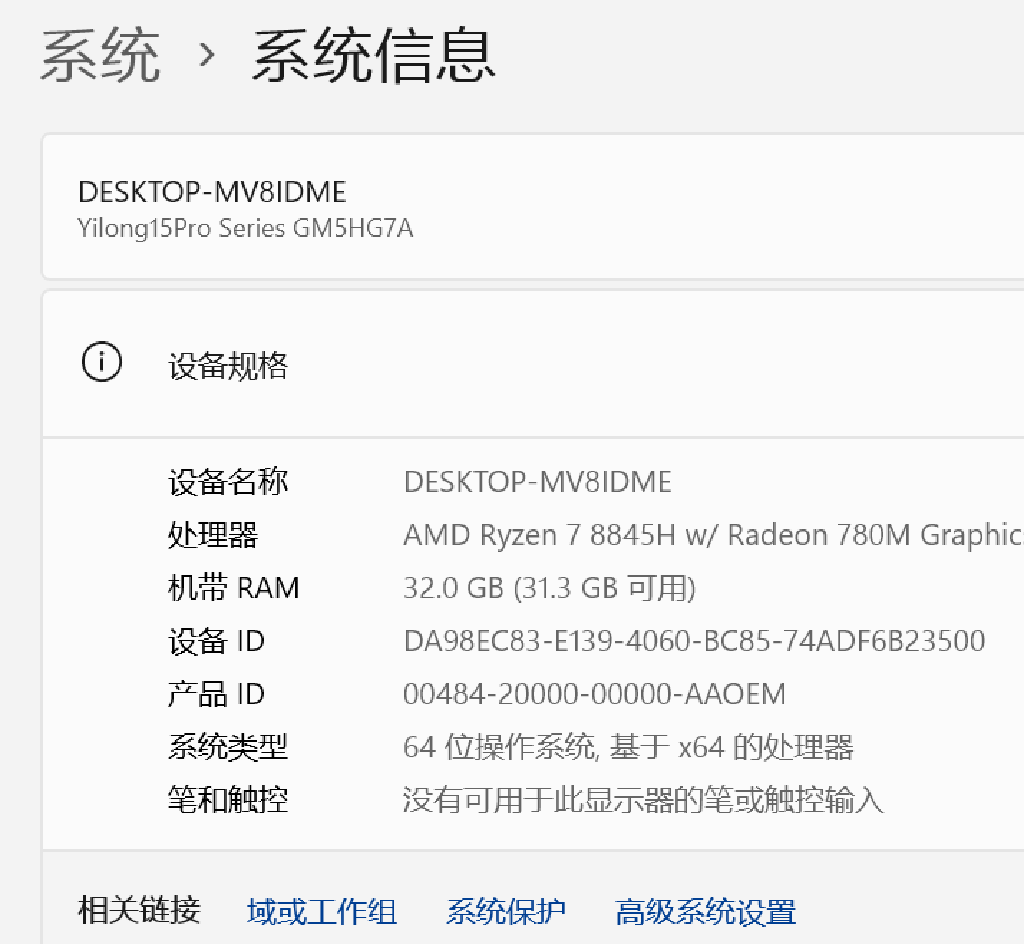 系统 › 系统信息
DESKTOP-MV8IDME
Yilong15Pro Series GM5HG7A
设备规格
设备名称 DESKTOP-MV8IDME
处理器 AMD Ryzen 7 8845H w/ Radeon 780M Graphics
机带 RAM 32.0 GB (31.3 GB 可用)
设备 ID DA98EC83-E139-4060-BC85-74ADF6B23500
产品 ID 00484-20000-00000-AAOEM
系统类型 64 位操作系统, 基于 x64 的处理器
笔和触控 没有可用于此显示器的笔或触控输入
相关链接 域或工作组 系统保护 高级系统设置